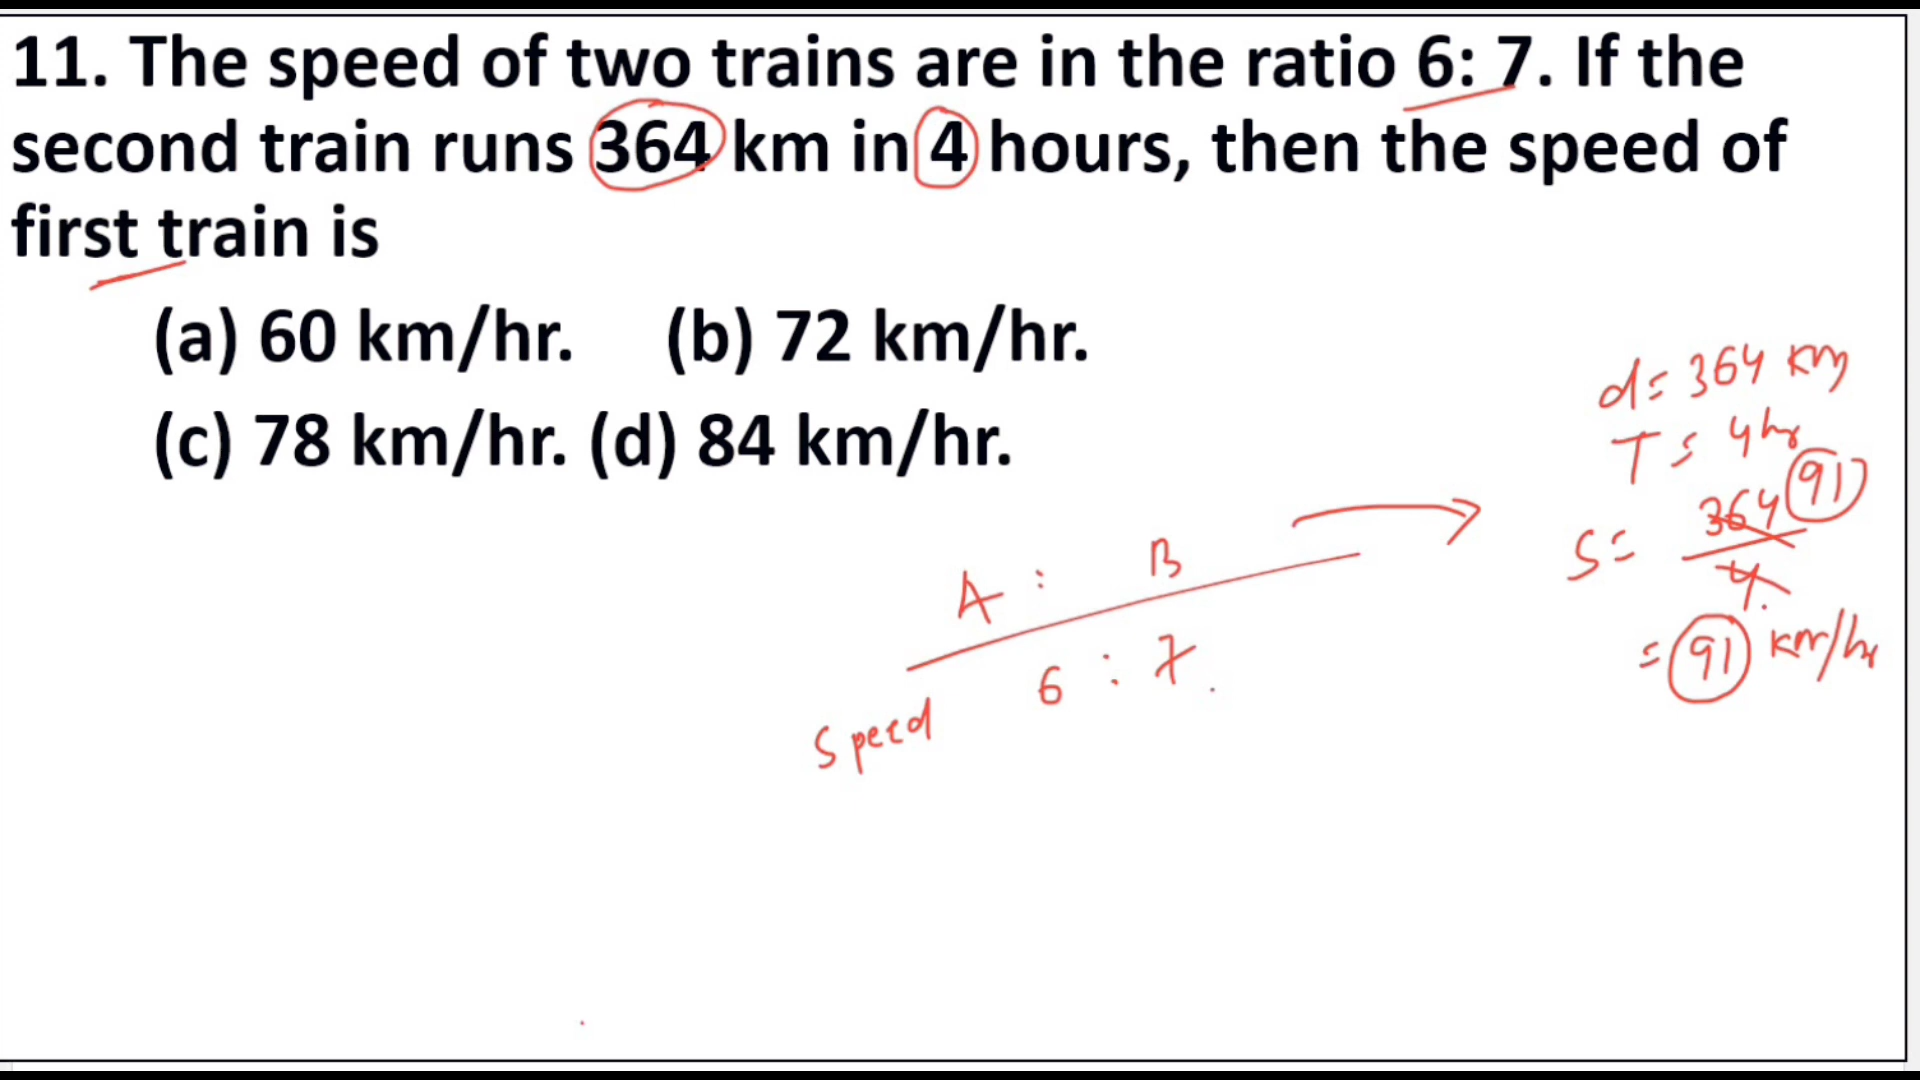 11. The speed of two trains are in the ratio 6: 7. If the
second train runs 364 km in 4 hours, then the speed of
first train is
(a) 60 km/hr. (b) 72 km/hr.
(c) 78 km/hr. (d) 84 km/hr.
A : B
Speed 6 : 7
d = 364 km
T = 4 hr
91
S = 364/4
= 91 km/hr